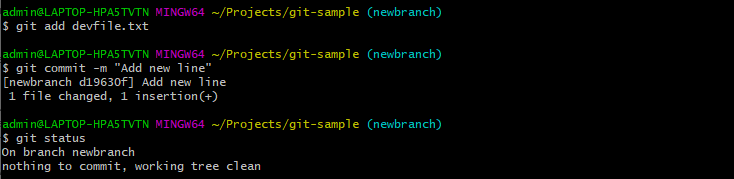 admin@LAPTOP-HPA5TVTN MINGW64 ~/Projects/git-sample (newbranch)
$ git add devfile.txt
admin@LAPTOP-HPA5TVTN MINGW64 ~/Projects/git-sample (newbranch)
$ git commit -m "Add new line"
[newbranch d19630f] Add new line
 1 file changed, 1 insertion(+)
admin@LAPTOP-HPA5TVTN MINGW64 ~/Projects/git-sample (newbranch)
$ git status
On branch newbranch
nothing to commit, working tree clean